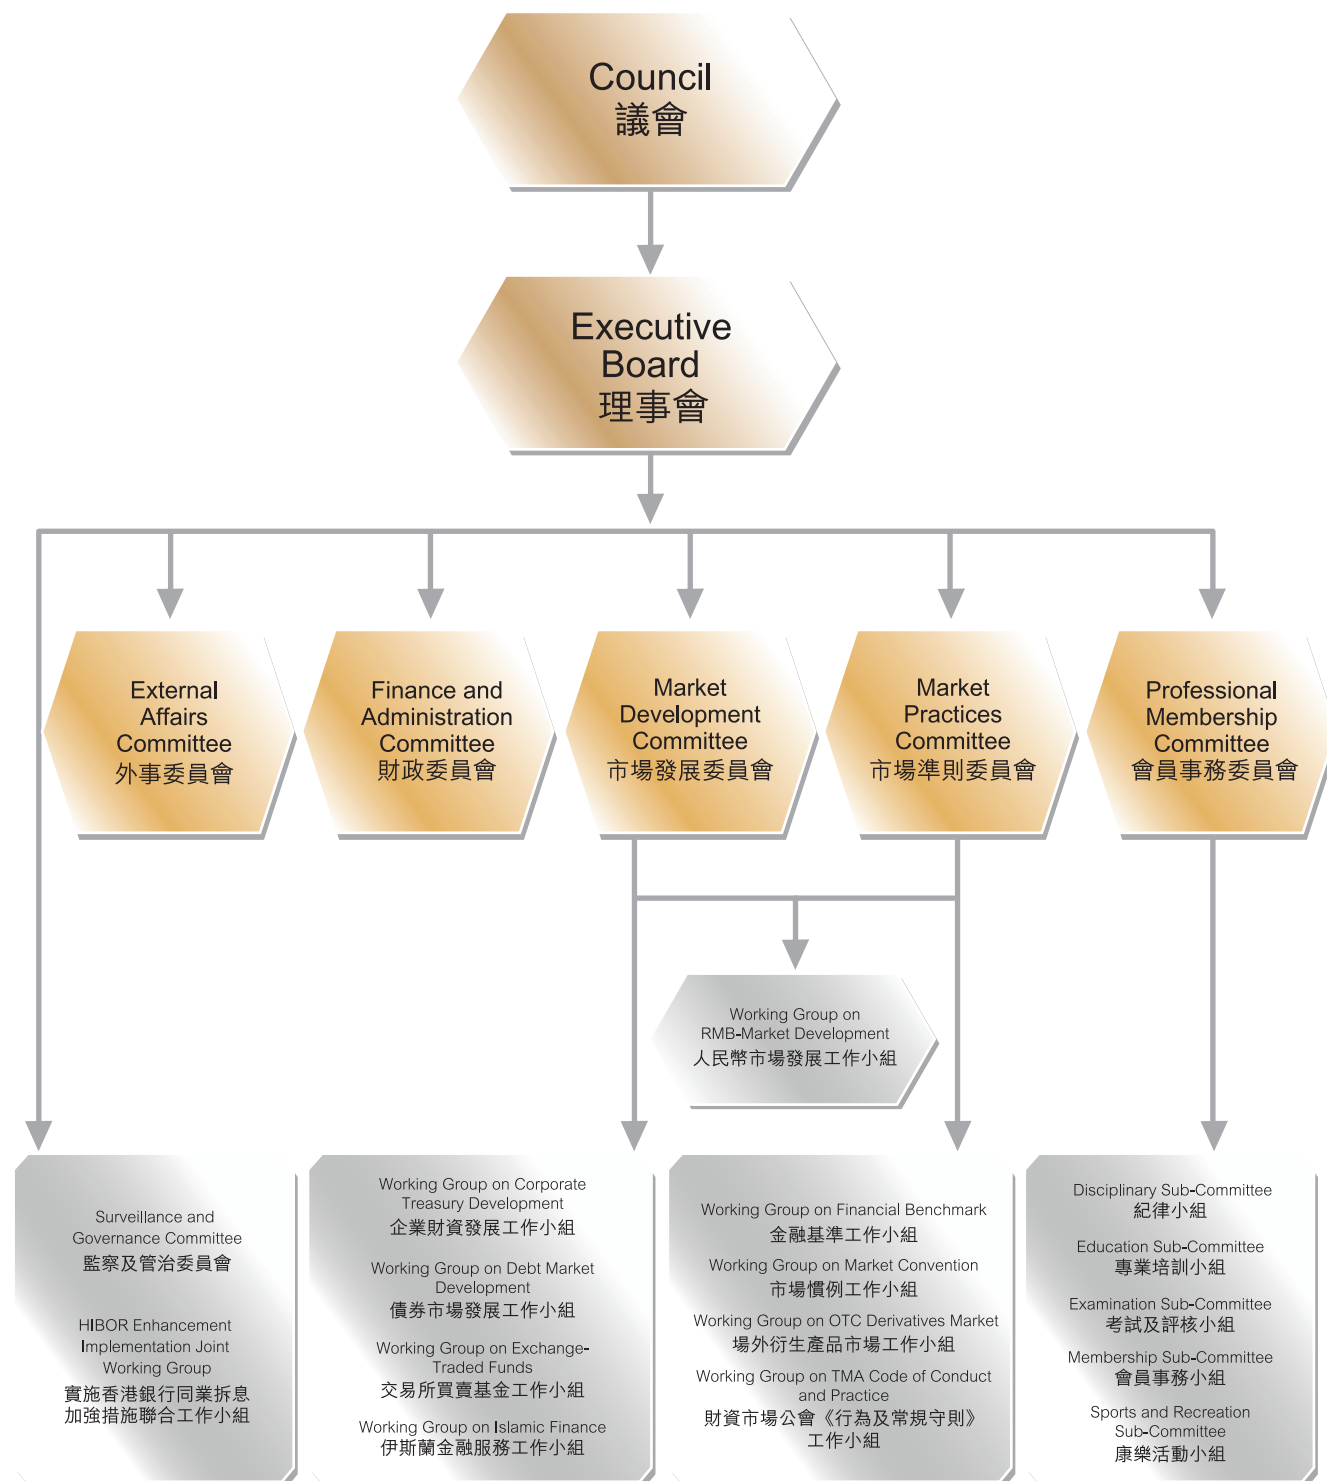 Council
議會
Executive
Board
理事會
External
Affairs
Committee
外事委員會
Finance and
Administration
Committee
財政委員會
Market
Development
Committee
市場發展委員會
Market
Practices
Committee
市場準則委員會
Professional
Membership
Committee
會員事務委員會
Working Group on
RMB-Market Development
人民幣市場發展工作小組
Surveillance and
Governance Committee
監察及管治委員會
HIBOR Enhancement
Implementation Joint
Working Group
實施香港銀行同業拆息
加強措施聯合工作小組
Working Group on Corporate
Treasury Development
企業財資發展工作小組
Working Group on Debt Market
Development
債券市場發展工作小組
Working Group on Exchange-
Traded Funds
交易所買賣基金工作小組
Working Group on Islamic Finance
伊斯蘭金融服務工作小組
Working Group on Financial Benchmark
金融基準工作小組
Working Group on Market Convention
市場慣例工作小組
Working Group on OTC Derivatives Market
場外衍生產品市場工作小組
Working Group on TMA Code of Conduct
and Practice
財資市場公會《行為及常規守則》
工作小組
Disciplinary Sub-Committee
紀律小組
Education Sub-Committee
專業培訓小組
Examination Sub-Committee
考試及評核小組
Membership Sub-Committee
會員事務小組
Sports and Recreation
Sub-Committee
康樂活動小組